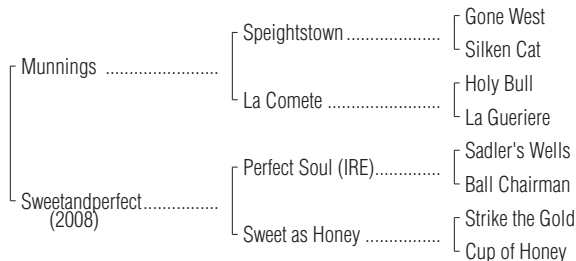 Gone West
Speightstown
Silken Cat
Munnings
Holy Bull
La Comete
La Gueriere
Sadler's Wells
Perfect Soul (IRE)
Ball Chairman
Sweetandperfect
(2008)
Strike the Gold
Sweet as Honey
Cup of Honey